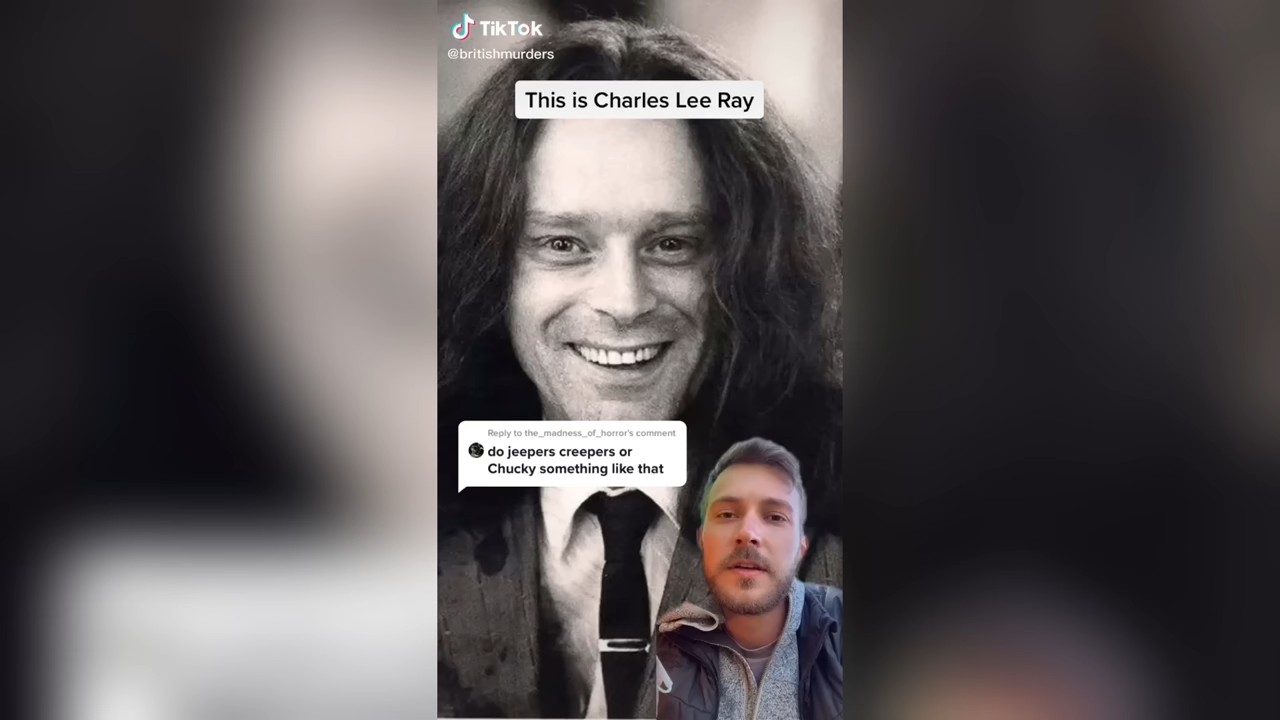 TikTok
@britishmurders
This is Charles Lee Ray
Reply to the_madness_of_horror's comment
do jeepers creepers or
Chucky something like that